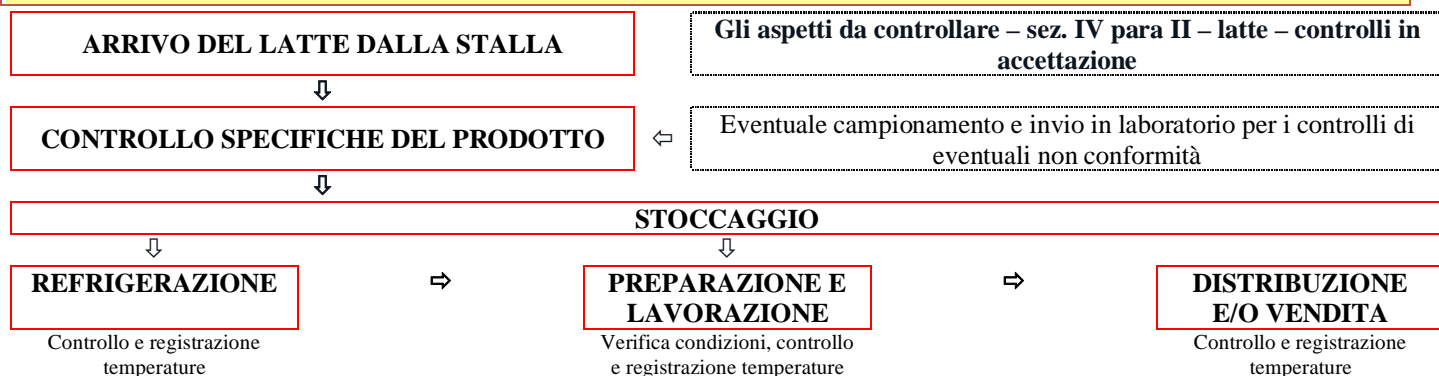 ARRIVO DEL LATTE DALLA STALLA
Gli aspetti da controllare – sez. IV para II – latte – controlli in
accettazione
CONTROLLO SPECIFICHE DEL PRODOTTO
Eventuale campionamento e invio in laboratorio per i controlli di
eventuali non conformità
STOCCAGGIO
REFRIGERAZIONE
Controllo e registrazione
temperature
PREPARAZIONE E
LAVORAZIONE
Verifica condizioni, controllo
e registrazione temperature
DISTRIBUZIONE
E/O VENDITA
Controllo e registrazione
temperature